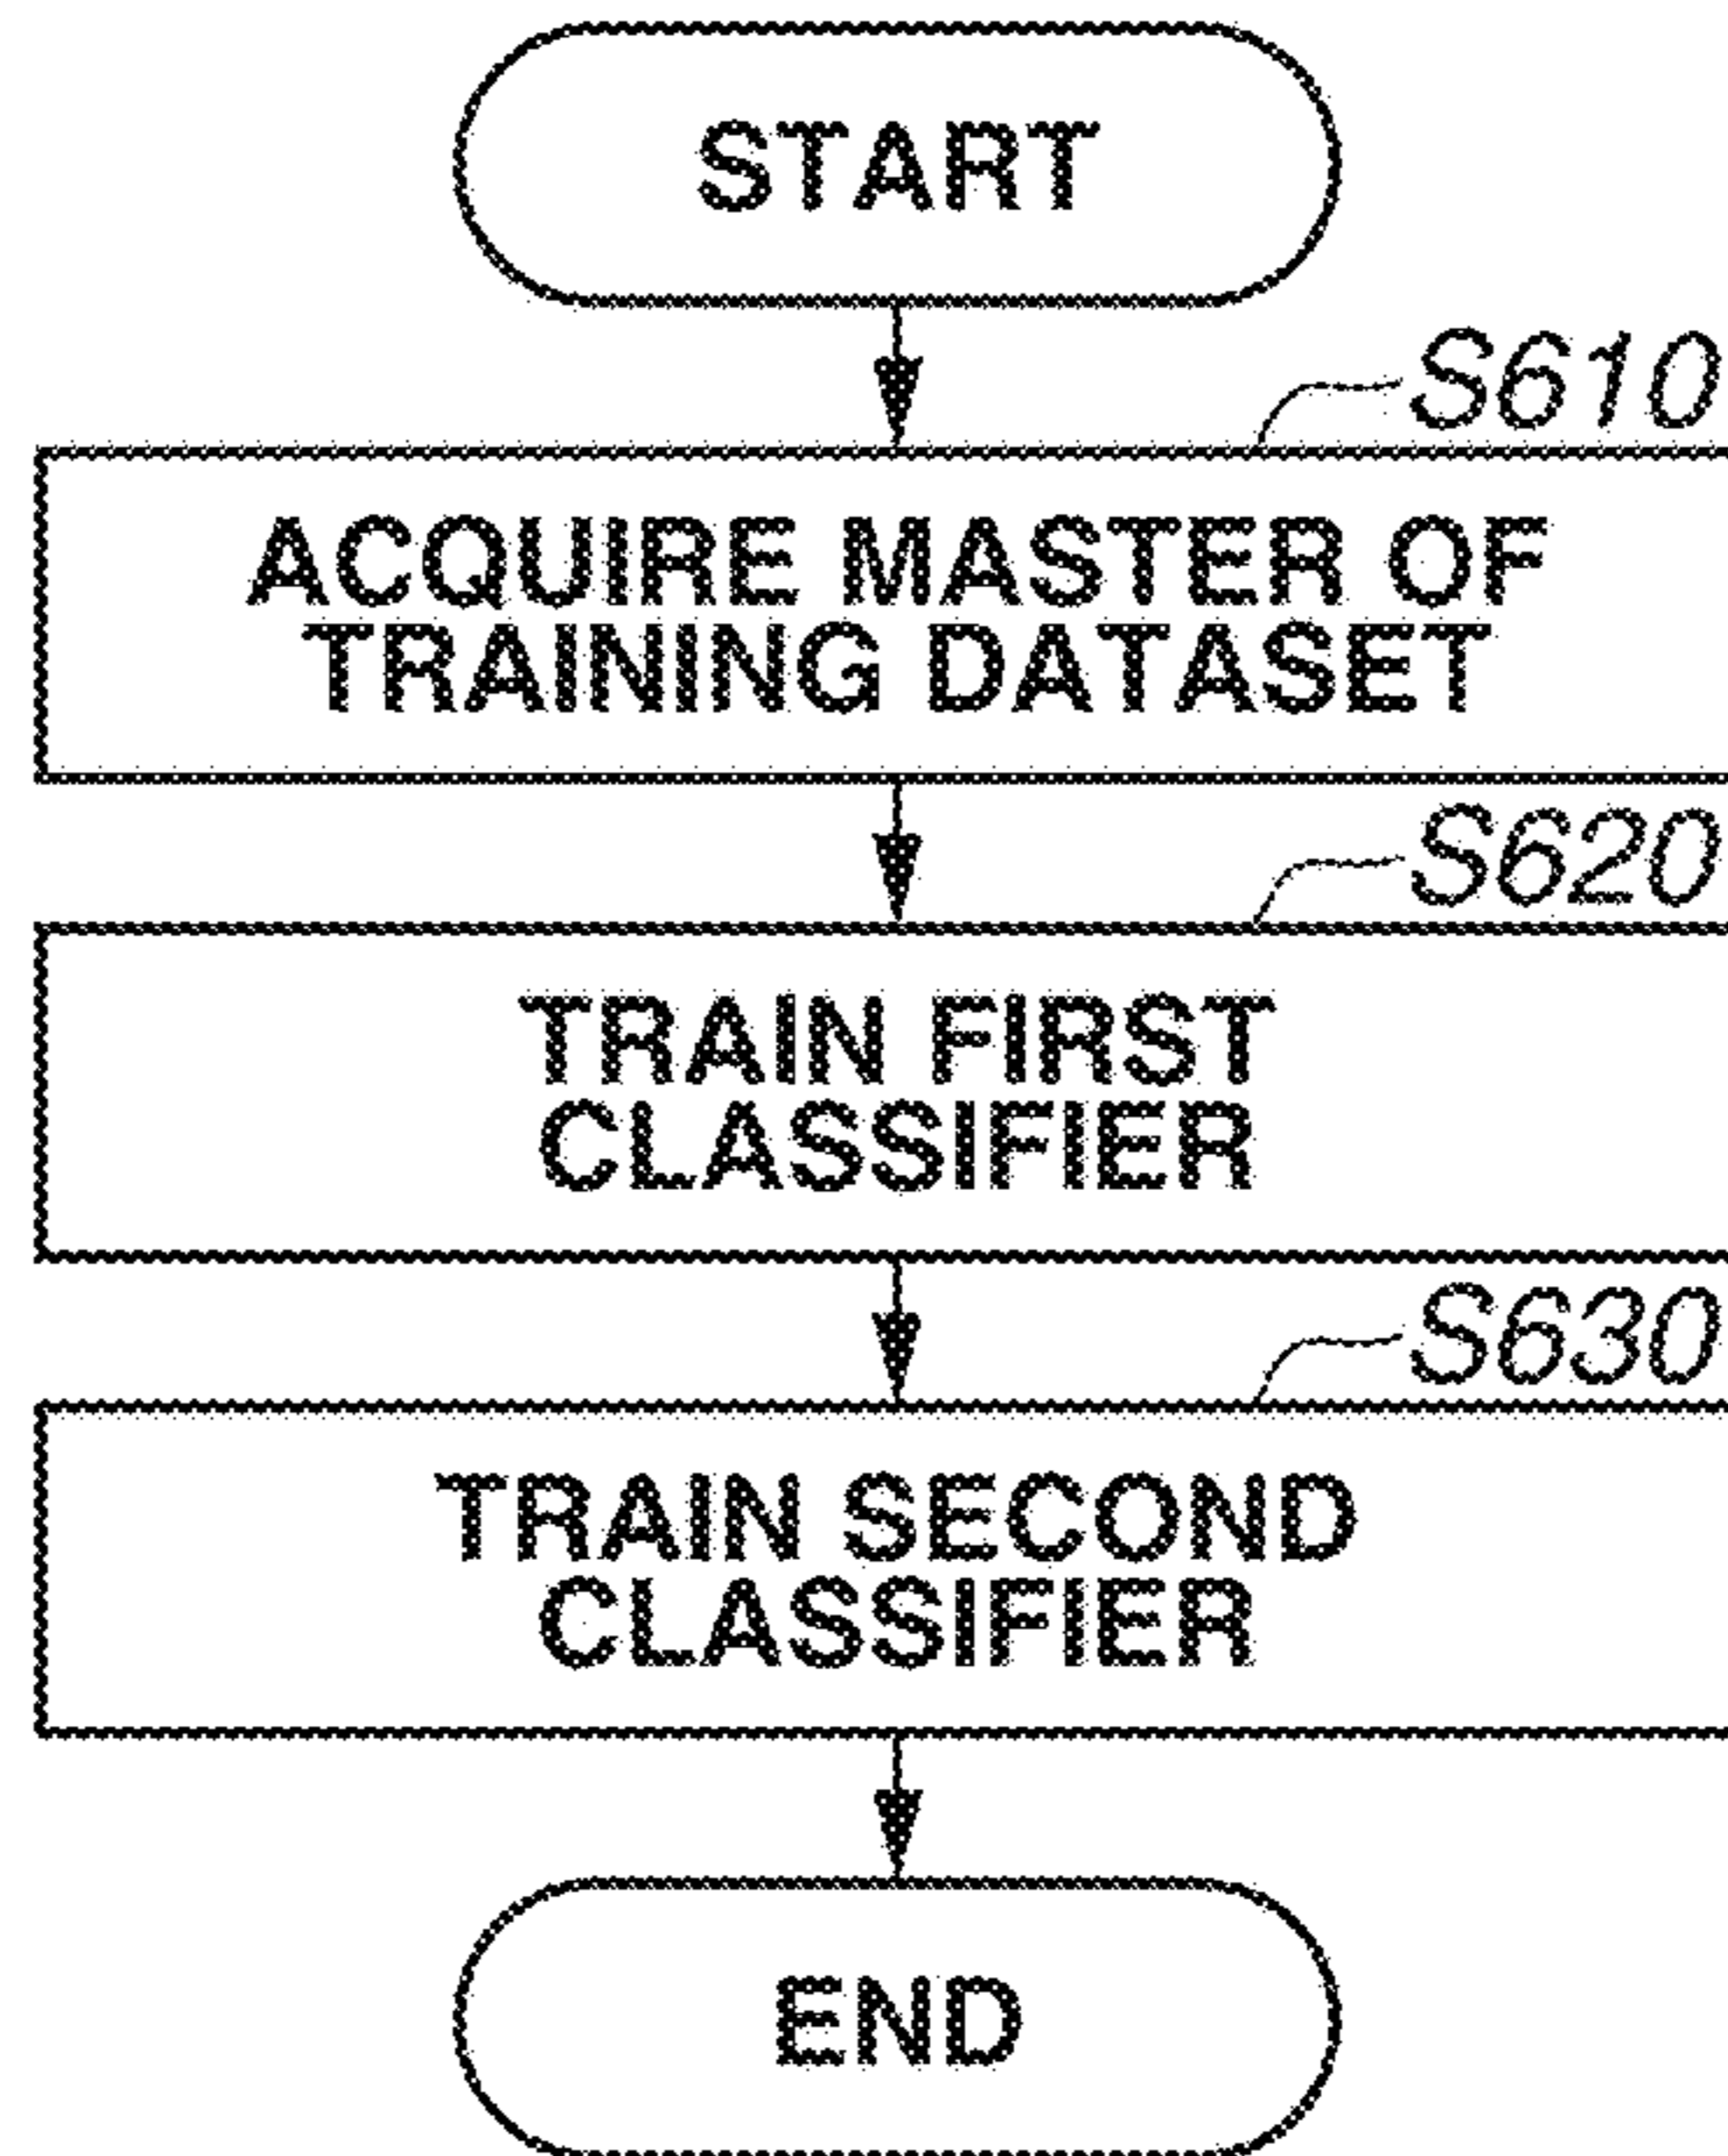 START
S610
ACQUIRE MASTER OF
TRAINING DATASET
S620
TRAIN FIRST
CLASSIFIER
S630
TRAIN SECOND
CLASSIFIER
END